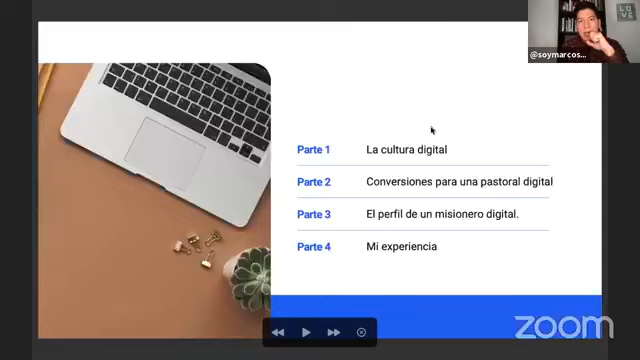 @soymarcos...
LOVE
Parte 1 La cultura digital
Parte 2 Conversiones para una pastoral digital
Parte 3 El perfil de un misionero digital.
Parte 4 Mi experiencia
zoom